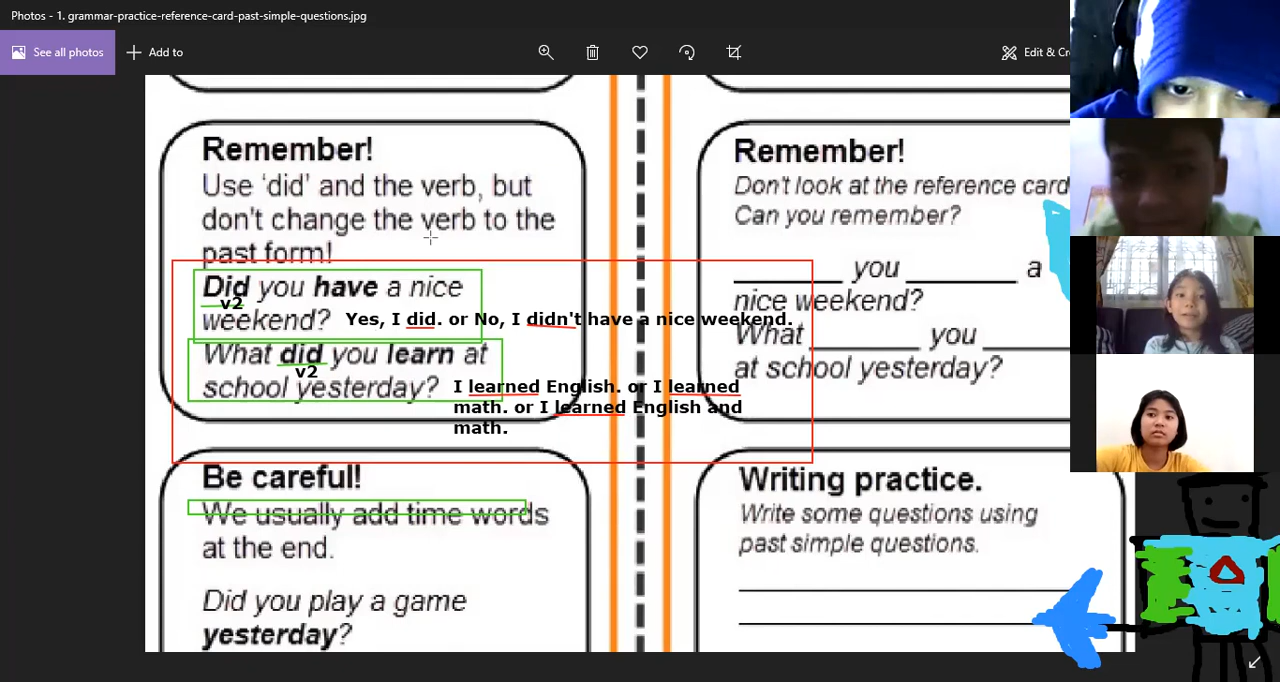 Photos - 1. grammar-practice-reference-card-past-simple-questions.jpg
See all photos
Add to
Edit & Cr
Remember!
Use ‘did’ and the verb, but
don't change the verb to the
past form!
Did you have a nice
v2
weekend?
Yes, I did. or No, I didn't have a nice weekend.
What did you learn at
v2
school yesterday?
I learned English. or I learned
math. or I learned English and
math.
Be careful!
We usually add time words
at the end.
Did you play a game
yesterday?
Remember!
Don't look at the reference card
Can you remember?
________ you ________ a
nice weekend?
What ________ you ________
at school yesterday?
Writing practice.
Write some questions using
past simple questions.